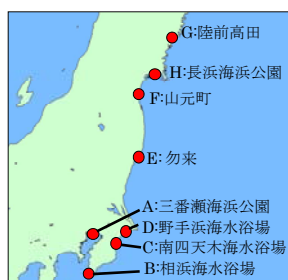 G:陸前高田
H:長浜海浜公園
F:山元町
E:勿来
A:三番瀬海浜公園
D:野手浜海水浴場
C:南四天木海水浴場
B:相浜海水浴場